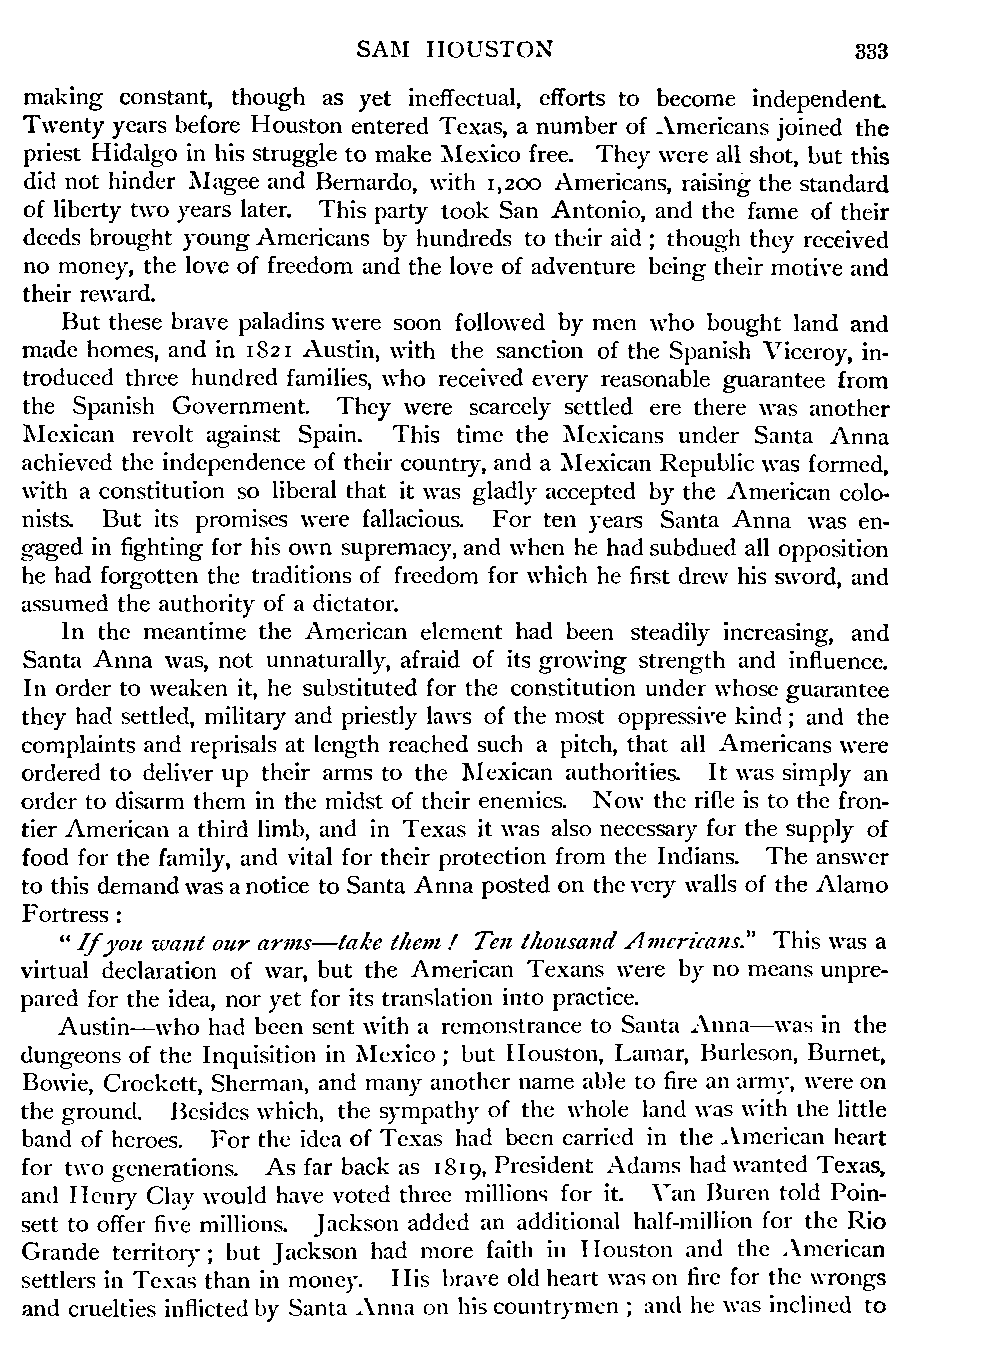 SAM HOUSTON 333
making constant, though as yet ineffectual, efforts to become independent.
Twenty years before Houston entered Texas, a number of Americans joined the
priest Hidalgo in his struggle to make Mexico free. They were all shot, but this
did not hinder Magee and Bernardo, with 1,200 Americans, raising the standard
of liberty two years later. This party took San Antonio, and the fame of their
deeds brought young Americans by hundreds to their aid ; though they received
no money, the love of freedom and the love of adventure being their motive and
their reward.
But these brave paladins were soon followed by men who bought land and
made homes, and in 1821 Austin, with the sanction of the Spanish Viceroy, in-
troduced three hundred families, who received every reasonable guarantee from
the Spanish Government. They were scarcely settled ere there was another
Mexican revolt against Spain. This time the Mexicans under Santa Anna
achieved the independence of their country, and a Mexican Republic was formed,
with a constitution so liberal that it was gladly accepted by the American colo-
nists. But its promises were fallacious. For ten years Santa Anna was en-
gaged in fighting for his own supremacy, and when he had subdued all opposition
he had forgotten the traditions of freedom for which he first drew his sword, and
assumed the authority of a dictator.
In the meantime the American element had been steadily increasing, and
Santa Anna was, not unnaturally, afraid of its growing strength and influence.
In order to weaken it, he substituted for the constitution under whose guarantee
they had settled, military and priestly laws of the most oppressive kind ; and the
complaints and reprisals at length reached such a pitch, that all Americans were
ordered to deliver up their arms to the Mexican authorities. It was simply an
order to disarm them in the midst of their enemies. Now the rifle is to the fron-
tier American a third limb, and in Texas it was also necessary for the supply of
food for the family, and vital for their protection from the Indians. The answer
to this demand was a notice to Santa Anna posted on the very walls of the Alamo
Fortress :
" If you want our arms—take them ! Ten thousand Americans." This was a
virtual declaration of war, but the American Texans were by no means unpre-
pared for the idea, nor yet for its translation into practice.
Austin—who had been sent with a remonstrance to Santa Anna—was in the
dungeons of the Inquisition in Mexico ; but Houston, Lamar, Burleson, Burnet,
Bowie, Crockett, Sherman, and many another name able to fire an army, were on
the ground. Besides which, the sympathy of the whole land was with the little
band of heroes. For the idea of Texas had been carried in the American heart
for two generations. As far back as 1819, President Adams had wanted Texas,
and Henry Clay would have voted three millions for it. Van Buren told Poin-
sett to offer five millions. Jackson added an additional half-million for the Rio
Grande territory ; but Jackson had more faith in Houston and the American
settlers in Texas than in money. His brave old heart was on fire for the wrongs
and cruelties inflicted by Santa Anna on his countrymen ; and he was inclined to